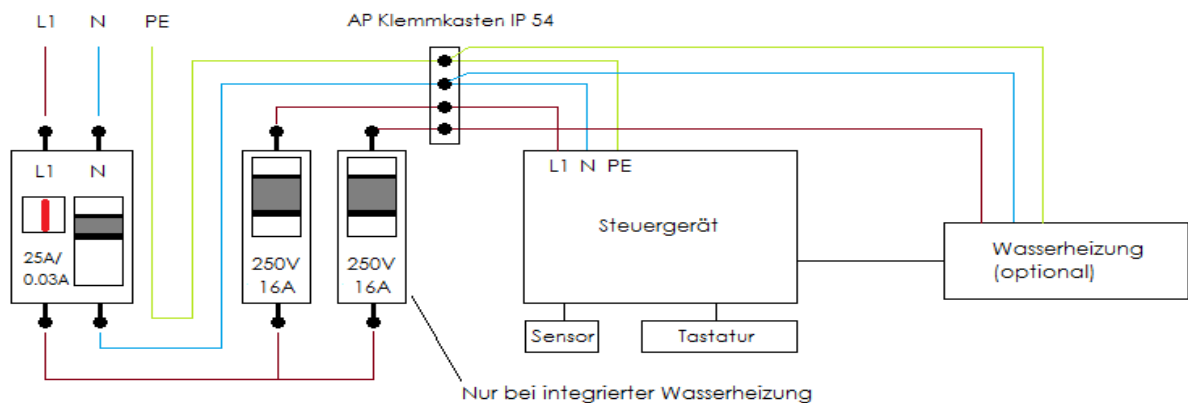 L1 N PE
AP Klemmkasten IP 54
L1 N
25A/
0.03A
250V
16A
250V
16A
L1 N PE
Steuergerät
Sensor
Tastatur
Wasserheizung
(optional)
Nur bei integrierter Wasserheizung